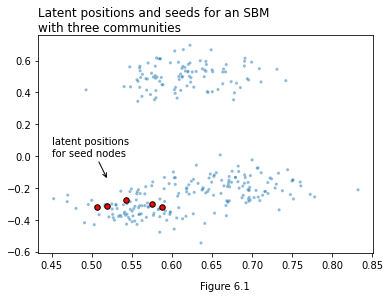 Latent positions and seeds for an SBM
with three communities
0.6
0.4
0.2
0.0
−0.2
−0.4
−0.6
latent positions
for seed nodes
0.45 0.50 0.55 0.60 0.65 0.70 0.75 0.80 0.85
Figure 6.1